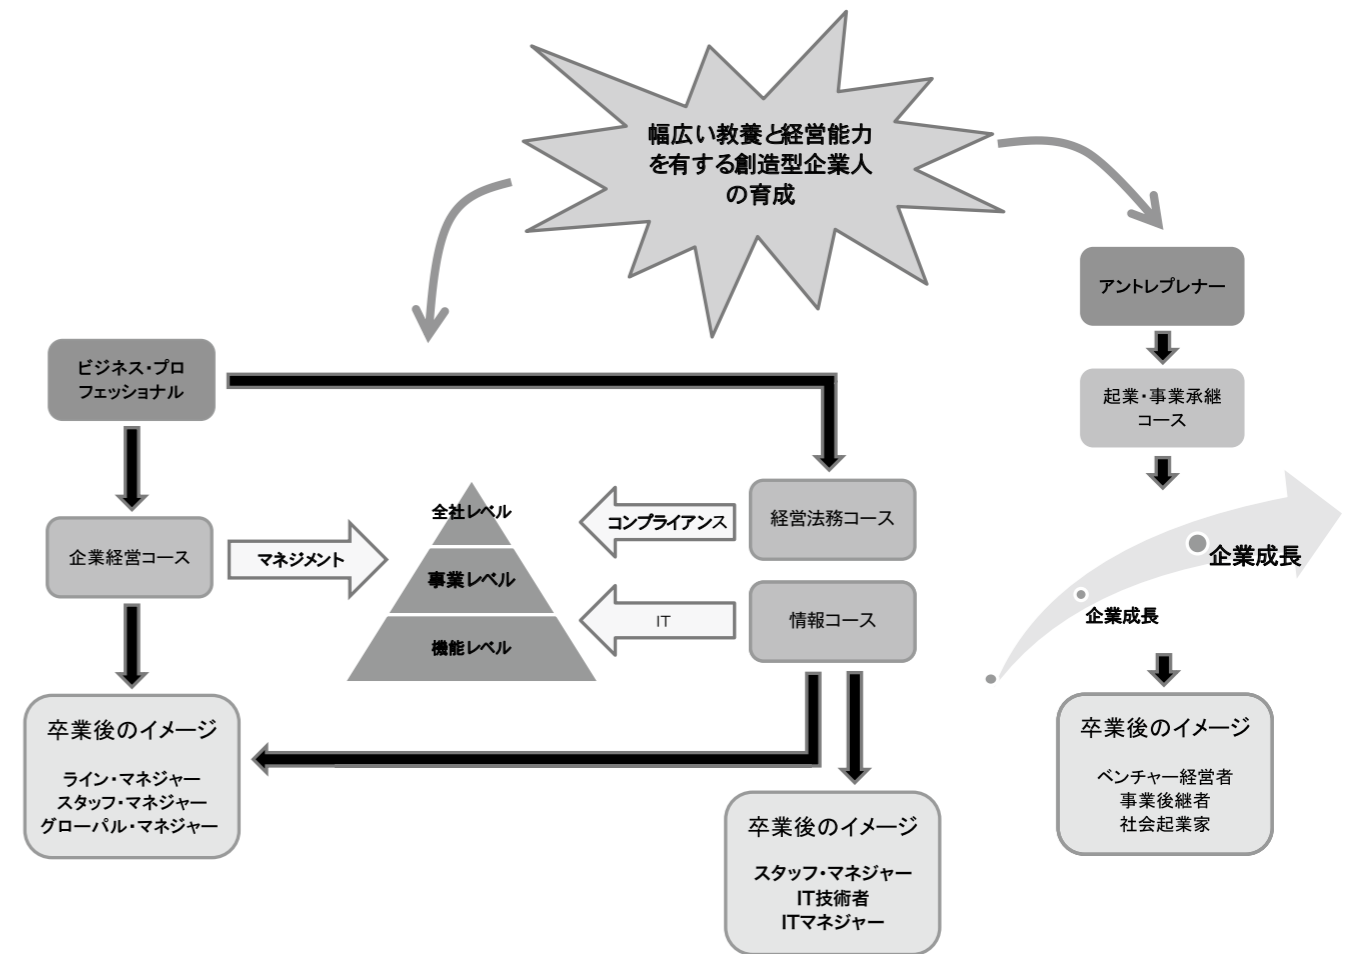 幅広い教養と経営能力
を有する創造型企業人
の育成
アントレプレナー
ビジネス・プロ
フェッショナル
起業・事業承継
コース
全社レベル
コンプライアンス
経営法務コース
企業経営コース
マネジメント
事業レベル
企業成長
IT
情報コース
企業成長
機能レベル
卒業後のイメージ
ライン・マネジャー
スタッフ・マネジャー
グローバル・マネジャー
卒業後のイメージ
スタッフ・マネジャー
IT技術者
ITマネジャー
卒業後のイメージ
ベンチャー経営者
事業後継者
社会起業家